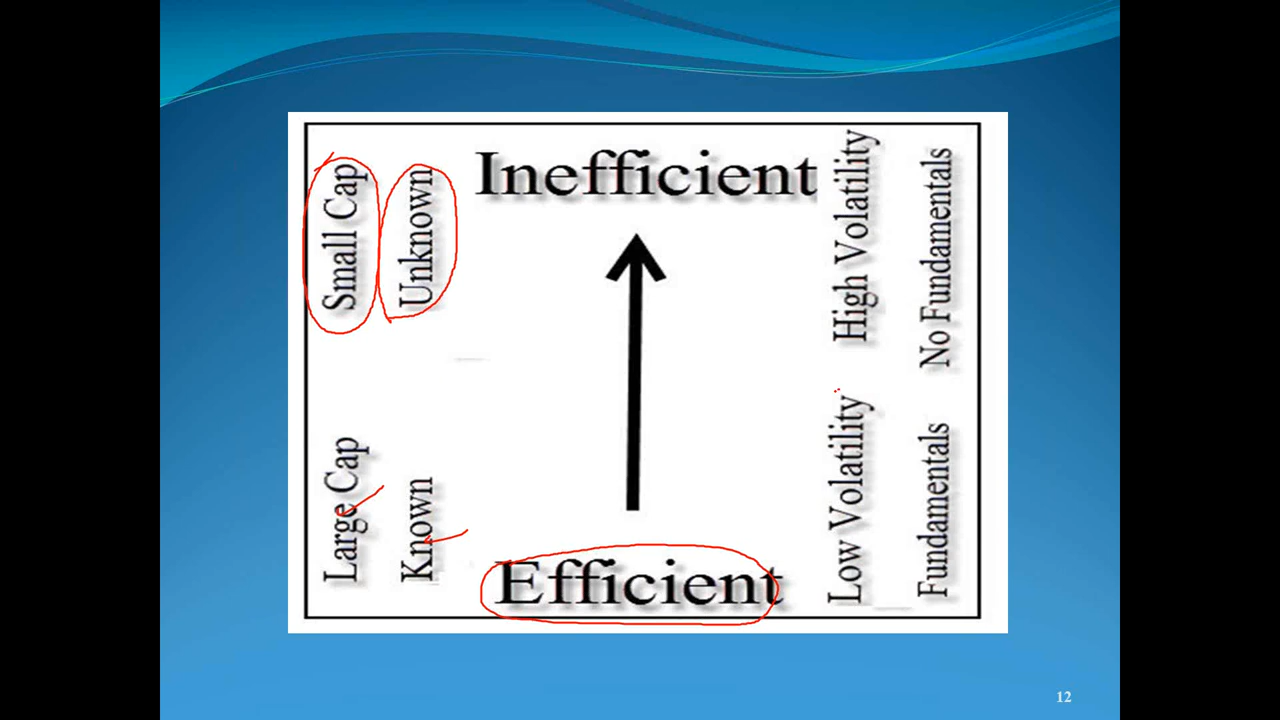 Inefficient
Small Cap
Unknown
High Volatility
No Fundamentals
Large Cap
Known
Low Volatility
Fundamentals
Efficient
12